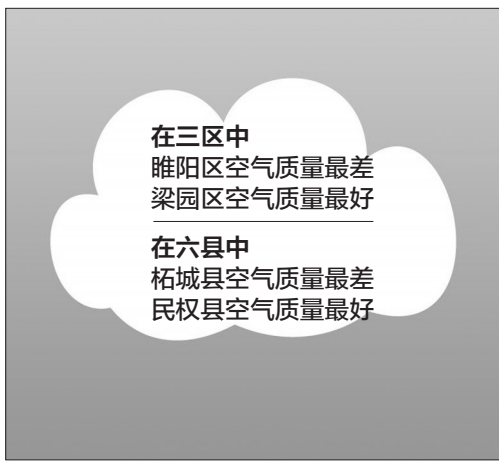 在三区中
睢阳区空气质量最差
梁园区空气质量最好
在六县中
柘城县空气质量最差
民权县空气质量最好